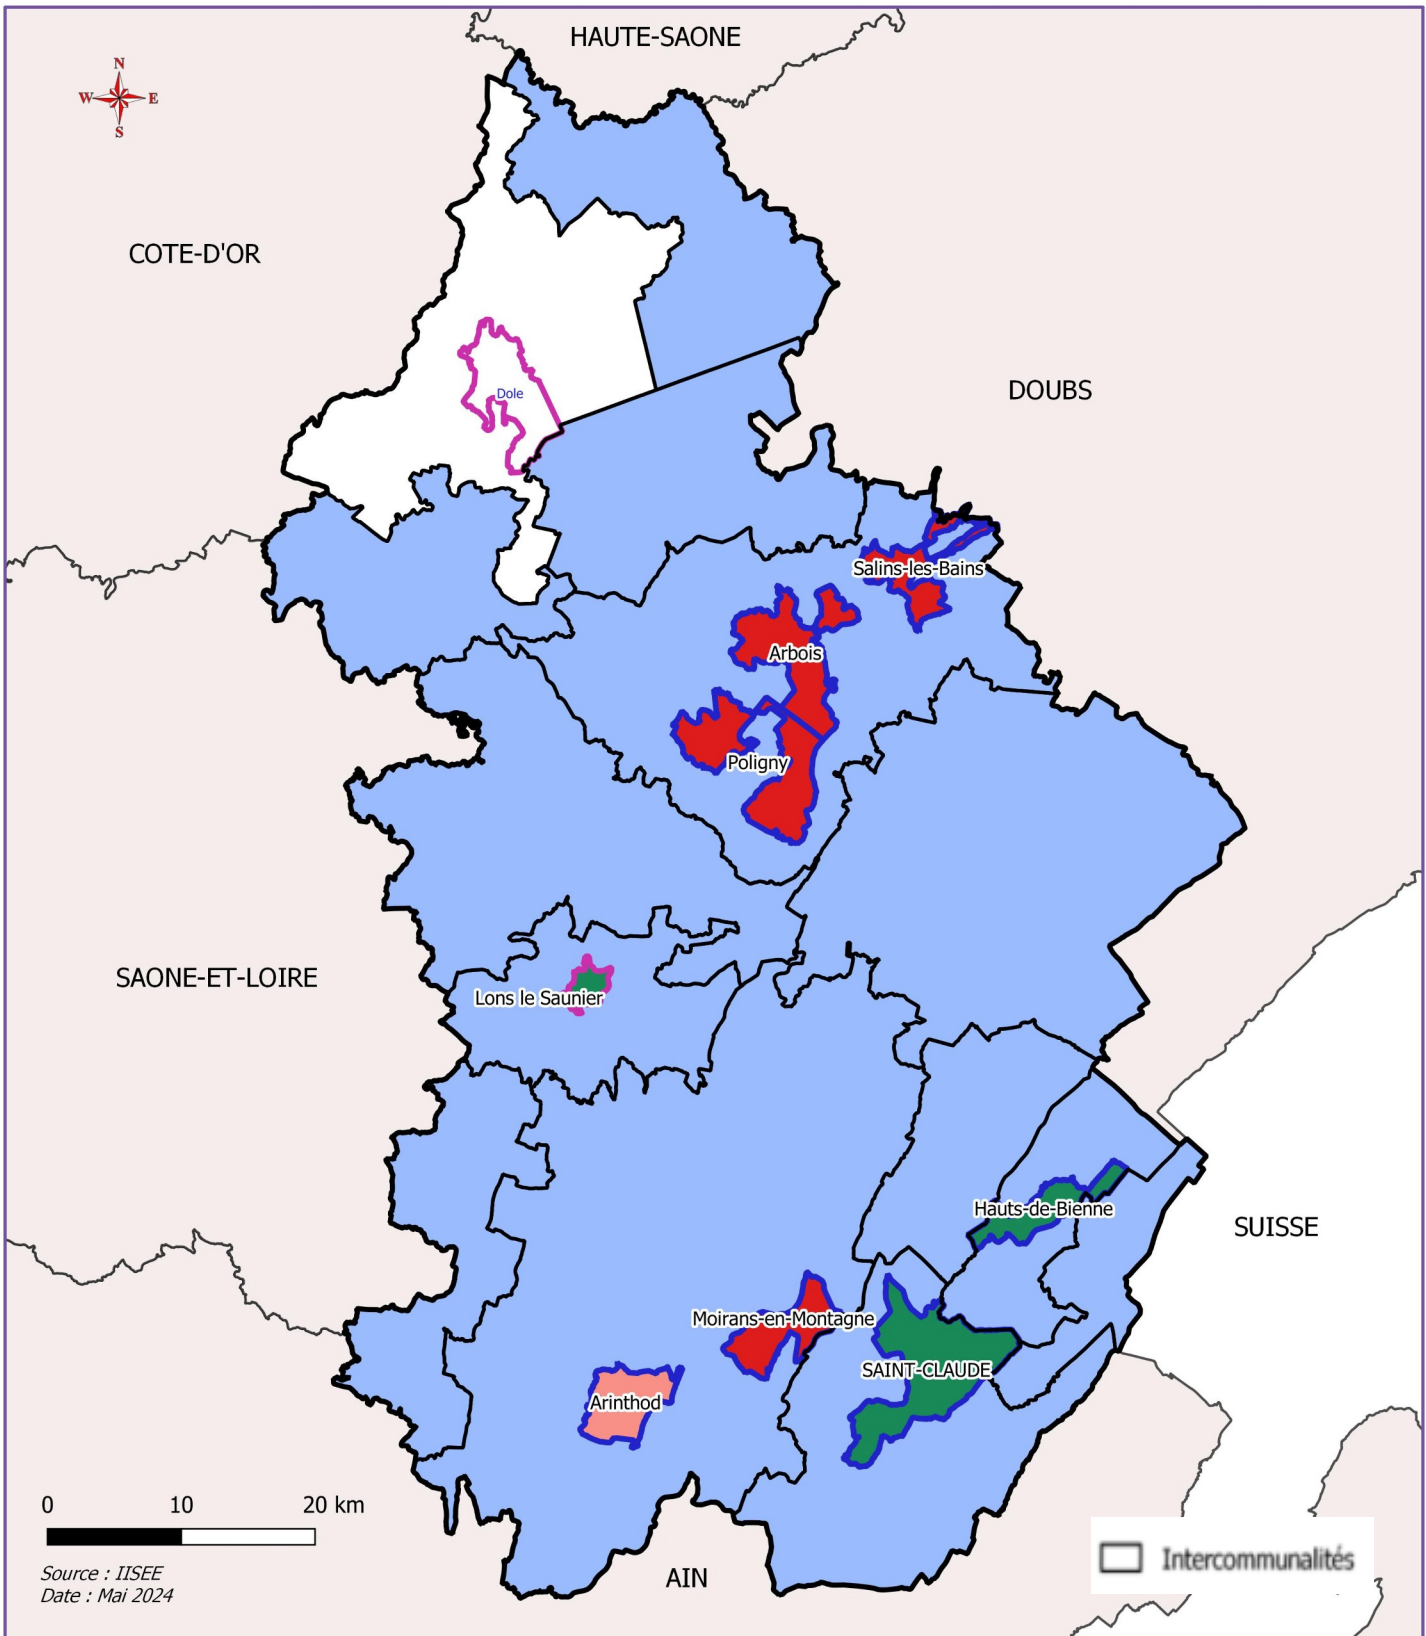 HAUTE-SAONE
N
W E
S
COTE-D'OR
DOUBS
Dole
Salins-les-Bains
Arbois
Poligny
SAONE-ET-LOIRE
Lons le Saunier
Hauts-de-Bienne
SUISSE
Moirans-en-Montagne
SAINT-CLAUDE
Arinthod
0 10 20 km
Intercommunalités
Source : IISEE
Date : Mai 2024
AIN